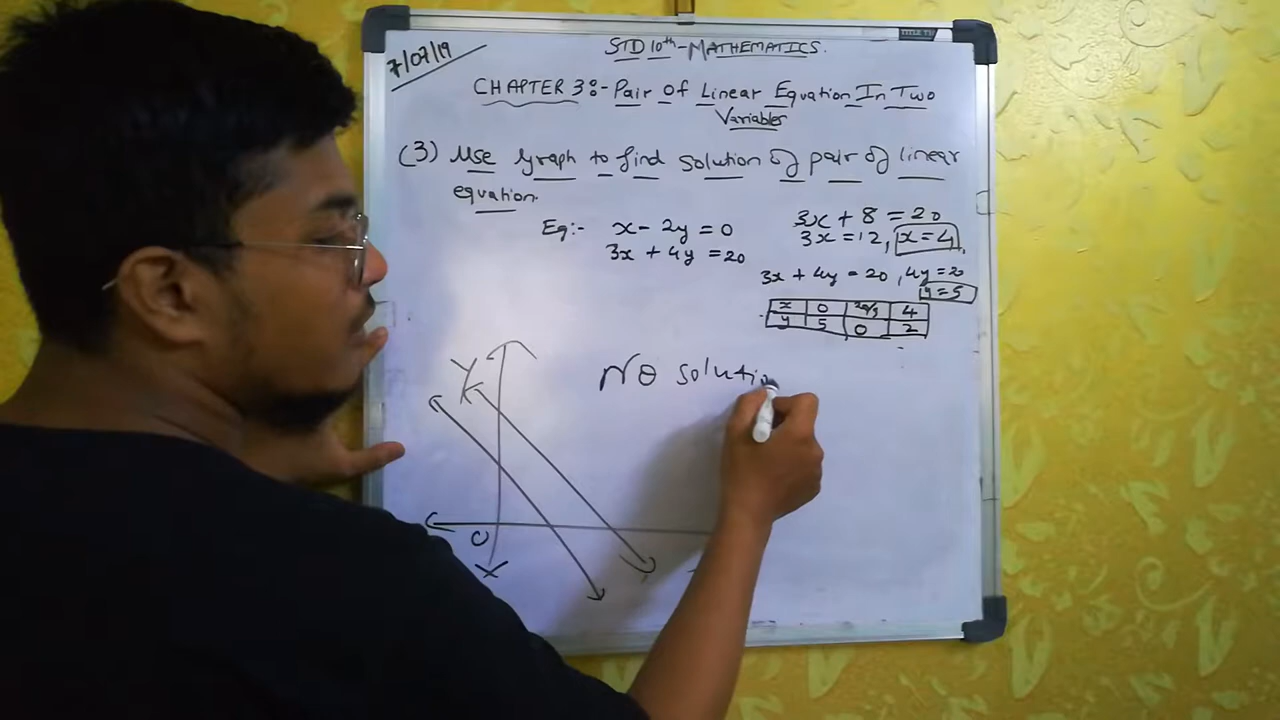 7/07/19
STD 10th-MATHEMATICS.
CHAPTER 3:- Pair Of Linear Equation In Two
Variables
(3) Use graph to find solution of pair of linear
equation.
Eq:- x - 2y = 0
3x + 4y = 20
3x + 8 = 20
3x = 12, x = 4,
3x + 4y = 20, 4y = 20
y = 5
x 0 20/3 4
y 5 0 2
No solutio
Y
O
X